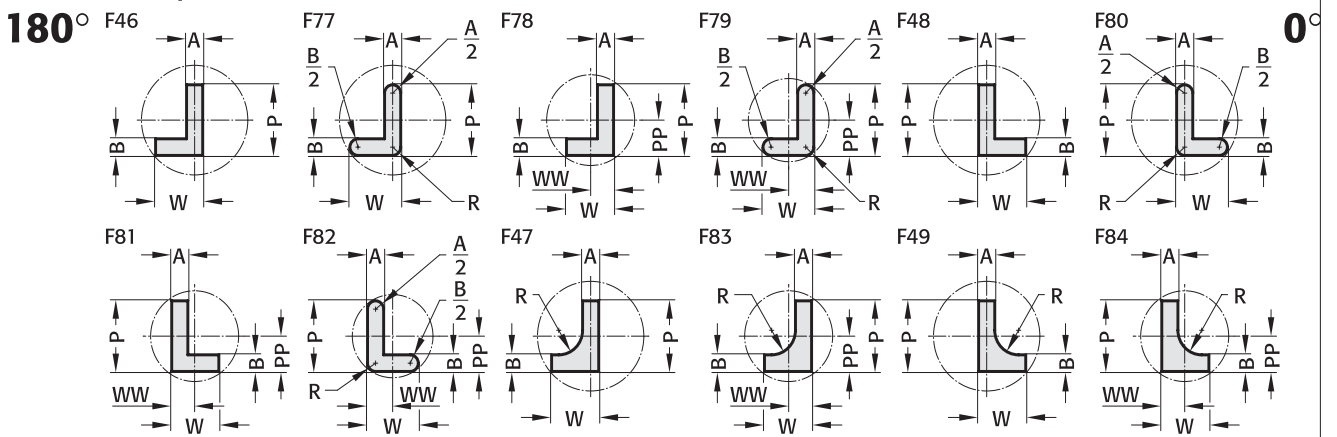 180° F46 F77 F78 F79 F48 F80 0°
A A A/2 A A A/2 A A/2 A
B/2 B/2 B/2
B P B P B PP P B PP P P B P B
WW WW
W W R W W R W R W
F81 F82 F47 F83 F49 F84
A A A/2 A A A A
B/2 R R R R
P B PP P B PP B P B PP P P B P B PP
WW R WW WW WW
W W W W W W